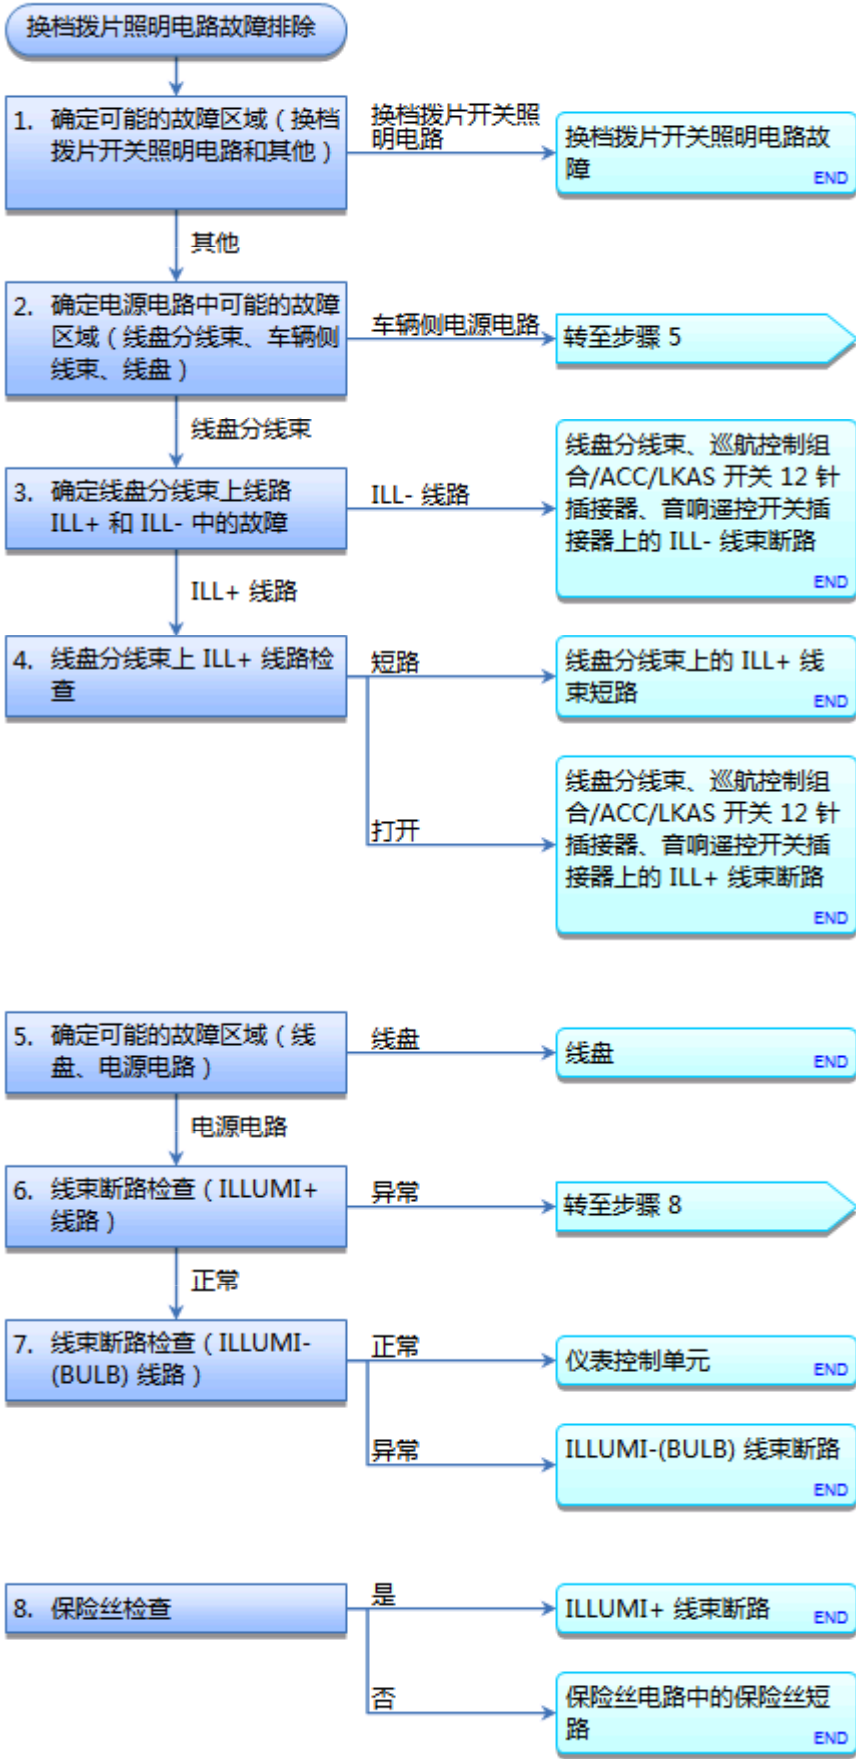 换档拨片照明电路故障排除
1. 确定可能的故障区域（换档
拨片开关照明电路和其他）
换档拨片开关照
明电路
换档拨片开关照明电路故
障
END
其他
2. 确定电源电路中可能的故障
区域（线盘分线束、车辆侧
线束、线盘）
车辆侧电源电路
转至步骤 5
线盘分线束
3. 确定线盘分线束上线路
ILL+ 和 ILL- 中的故障
ILL- 线路
线盘分线束、巡航控制组
合/ACC/LKAS 开关 12 针
插接器、音响遥控开关插
接器上的 ILL- 线束断路
END
ILL+ 线路
4. 线盘分线束上 ILL+ 线路检
查
短路
线盘分线束上的 ILL+ 线
束短路
END
打开
线盘分线束、巡航控制组
合/ACC/LKAS 开关 12 针
插接器、音响遥控开关插
接器上的 ILL+ 线束断路
END
5. 确定可能的故障区域（线
盘、电源电路）
线盘
线盘
END
电源电路
6. 线束断路检查（ILLUMI+
线路）
异常
转至步骤 8
正常
7. 线束断路检查（ILLUMI-
(BULB) 线路）
正常
仪表控制单元
END
异常
ILLUMI-(BULB) 线束断路
END
8. 保险丝检查
是
ILLUMI+ 线束断路
END
否
保险丝电路中的保险丝短
路
END